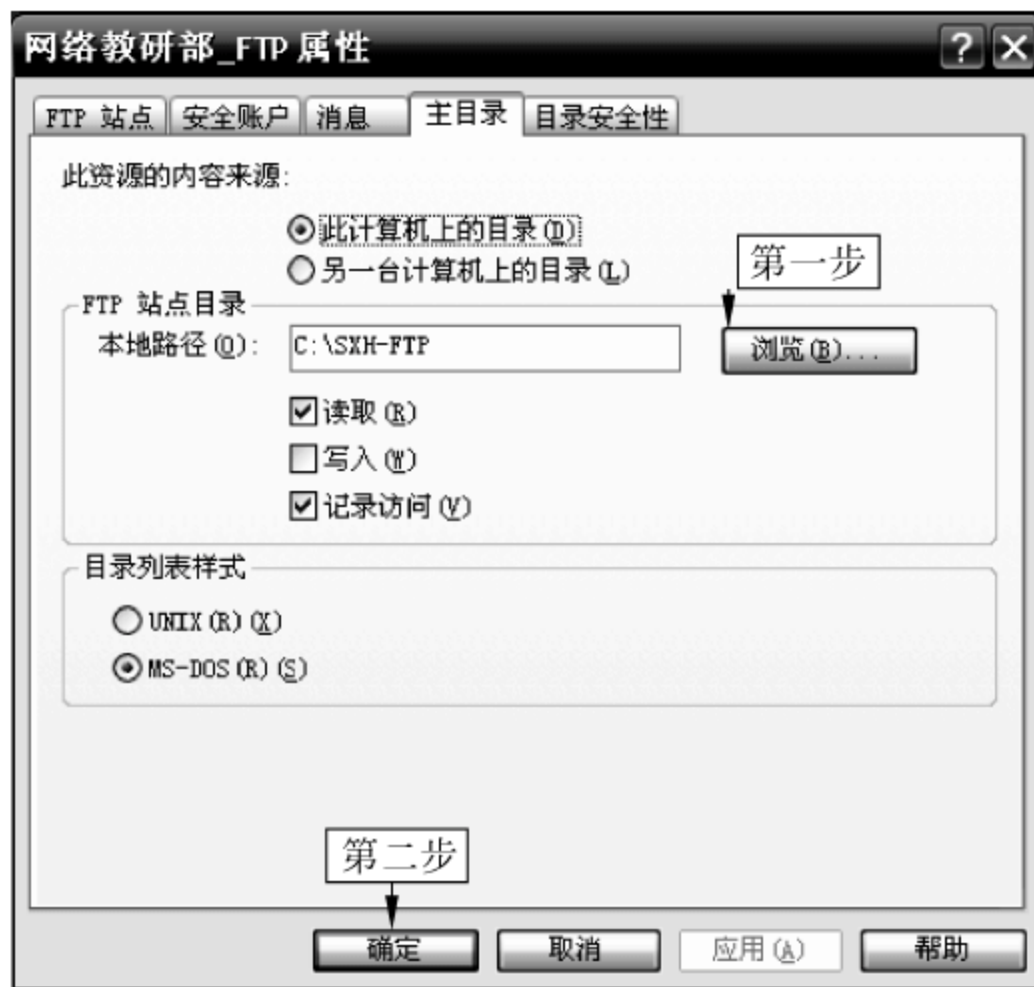 网络教研部_FTP 属性
FTP 站点 安全账户 消息 主目录 目录安全性
此资源的内容来源:
此计算机上的目录(D)
另一台计算机上的目录(L)
第一步
FTP 站点目录
本地路径(O): C:\SXH-FTP 浏览(B)...
读取(R)
写入(W)
记录访问(V)
目录列表样式
UNIX(R)(X)
MS-DOS(R)(S)
第二步
确定 取消 应用(A) 帮助